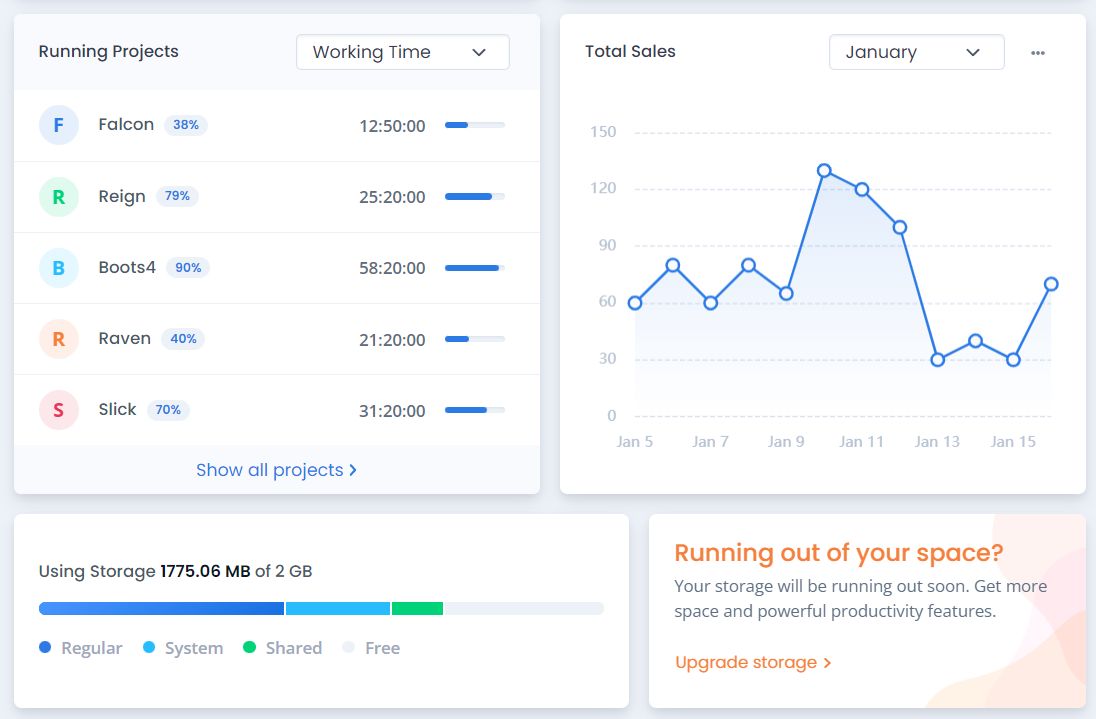 Running Projects
Working Time
F Falcon 38% 12:50:00
R Reign 79% 25:20:00
B Boots4 90% 58:20:00
R Raven 40% 21:20:00
S Slick 70% 31:20:00
Show all projects
Total Sales
January
150
120
90
60
30
0
Jan 5 Jan 7 Jan 9 Jan 11 Jan 13 Jan 15
Using Storage 1775.06 MB of 2 GB
Regular System Shared Free
Running out of your space?
Your storage will be running out soon. Get more
space and powerful productivity features.
Upgrade storage